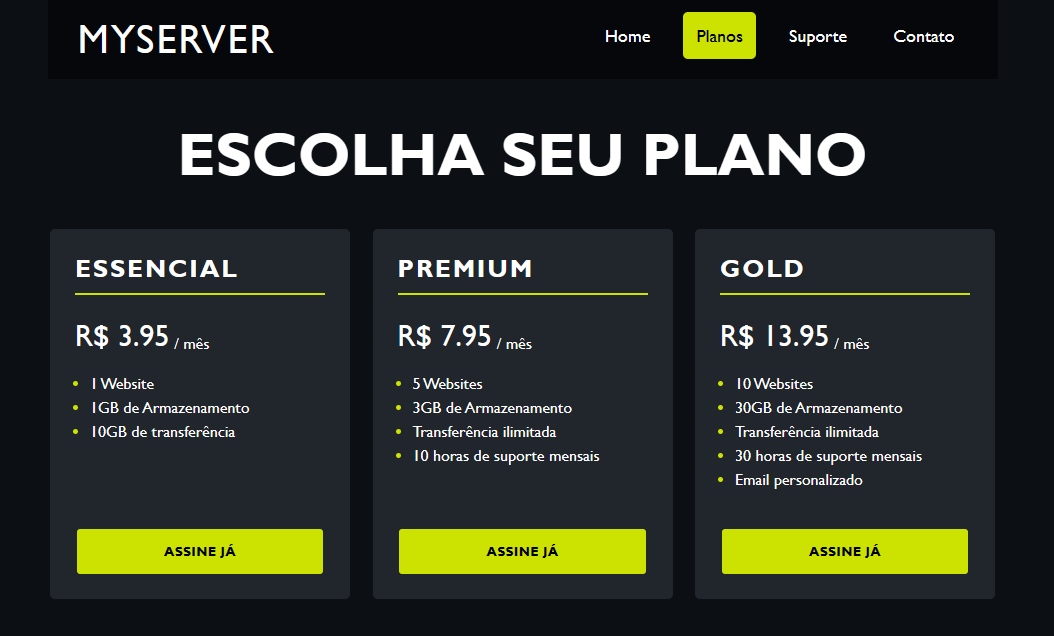 MYSERVER
Home
Planos
Suporte
Contato
ESCOLHA SEU PLANO
ESSENCIAL
R$ 3.95 / mês
1 Website
1GB de Armazenamento
10GB de transferência
ASSINE JÁ
PREMIUM
R$ 7.95 / mês
5 Websites
3GB de Armazenamento
Transferência ilimitada
10 horas de suporte mensais
ASSINE JÁ
GOLD
R$ 13.95 / mês
10 Websites
30GB de Armazenamento
Transferência ilimitada
30 horas de suporte mensais
Email personalizado
ASSINE JÁ